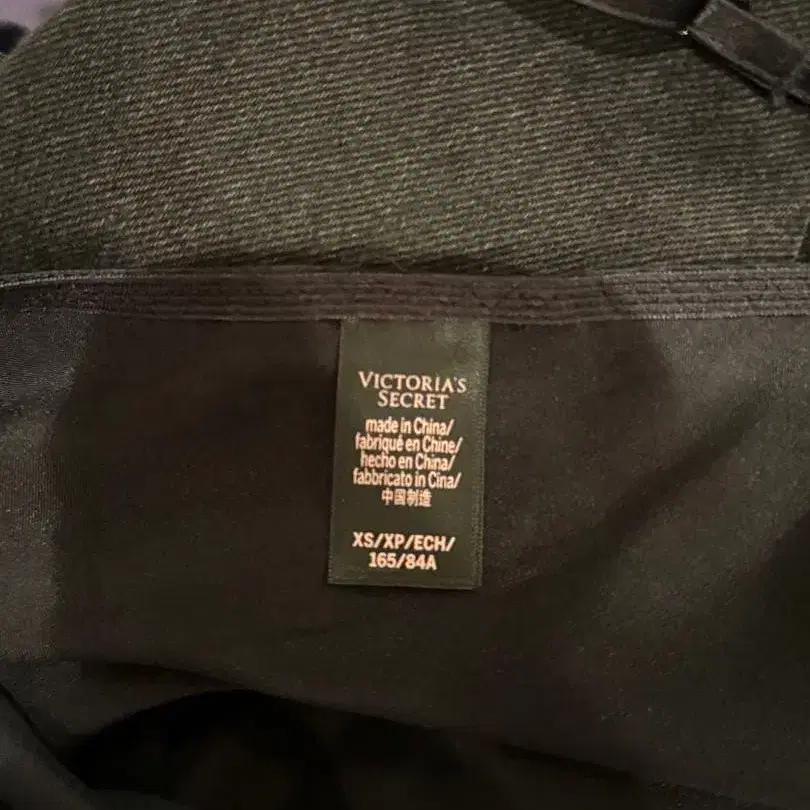 VICTORIA'S
SECRET
made in China/
fabriqué en Chine/
hecho en China/
fabbricato in Cina/
中国制造
XS/XP/ECH/
165/84A